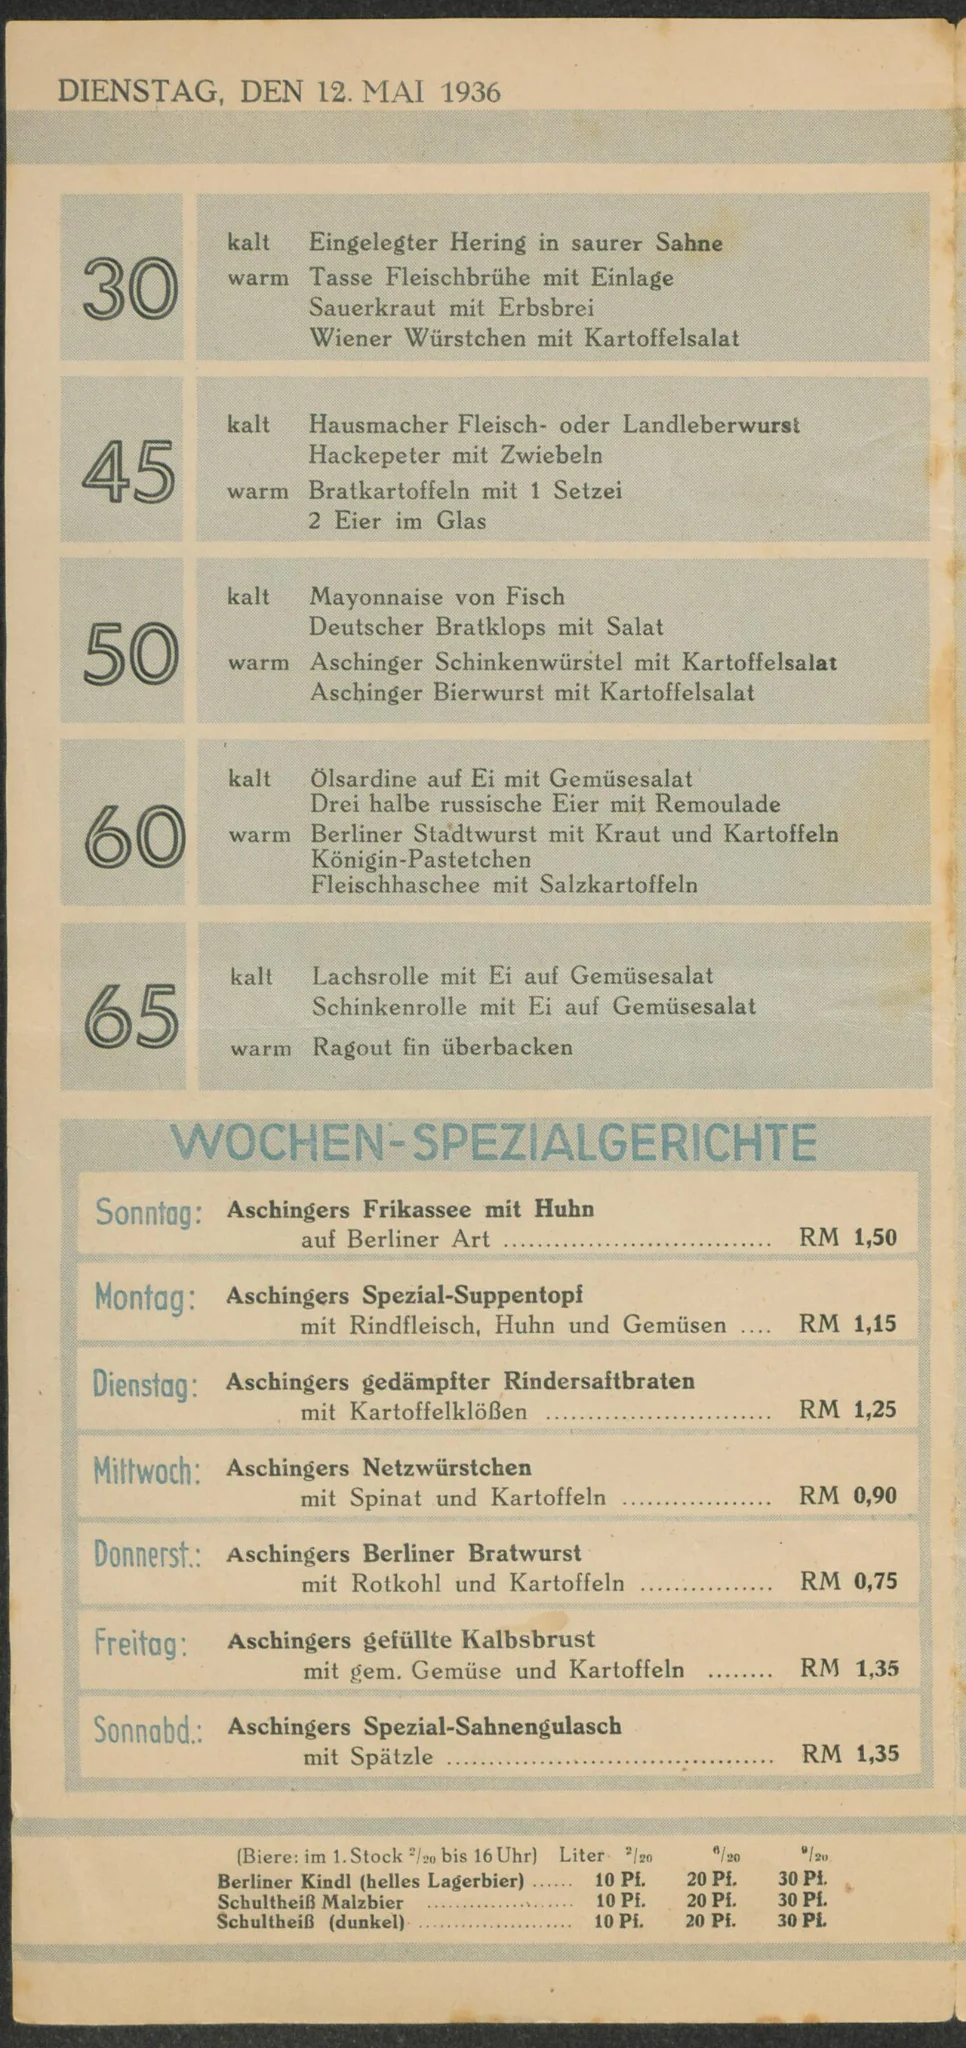 DIENSTAG, DEN 12. MAI 1936
30
kalt Eingelegter Hering in saurer Sahne
warm Tasse Fleischbrühe mit Einlage
Sauerkraut mit Erbsbrei
Wiener Würstchen mit Kartoffelsalat
45
kalt Hausmacher Fleisch- oder Landleberwurst
Hackepeter mit Zwiebeln
warm Bratkartoffeln mit 1 Setzei
2 Eier im Glas
50
kalt Mayonnaise von Fisch
Deutscher Bratklops mit Salat
warm Aschinger Schinkenwürstel mit Kartoffelsalat
Aschinger Bierwurst mit Kartoffelsalat
60
kalt Ölsardine auf Ei mit Gemüsesalat
Drei halbe russische Eier mit Remoulade
warm Berliner Stadtwurst mit Kraut und Kartoffeln
Königin-Pastetchen
Fleischhaschee mit Salzkartoffeln
65
kalt Lachsrolle mit Ei auf Gemüsesalat
Schinkenrolle mit Ei auf Gemüsesalat
warm Ragout fin überbacken
WOCHEN-SPEZIALGERICHTE
Sonntag: Aschingers Frikassee mit Huhn
auf Berliner Art ................................ RM 1,50
Montag: Aschingers Spezial-Suppentopf
mit Rindfleisch, Huhn und Gemüsen .... RM 1,15
Dienstag: Aschingers gedämpfter Rindersaftbraten
mit Kartoffelklößen ........................... RM 1,25
Mittwoch: Aschingers Netzwürstchen
mit Spinat und Kartoffeln .................. RM 0,90
Donnerst.: Aschingers Berliner Bratwurst
mit Rotkohl und Kartoffeln ................ RM 0,75
Freitag: Aschingers gefüllte Kalbsbrust
mit gem. Gemüse und Kartoffeln ........ RM 1,35
Sonnabd.: Aschingers Spezial-Sahnengulasch
mit Spätzle ....................................... RM 1,35
(Biere: im 1. Stock ²/₂₀ bis 16 Uhr) Liter ³/₂₀ ⁶/₂₀ ⁹/₂₀
Berliner Kindl (helles Lagerbier) ...... 10 Pf. 20 Pf. 30 Pf.
Schultheiß Malzbier ...................... 10 Pf. 20 Pf. 30 Pf.
Schultheiß (dunkel) ....................... 10 Pf. 20 Pf. 30 Pf.